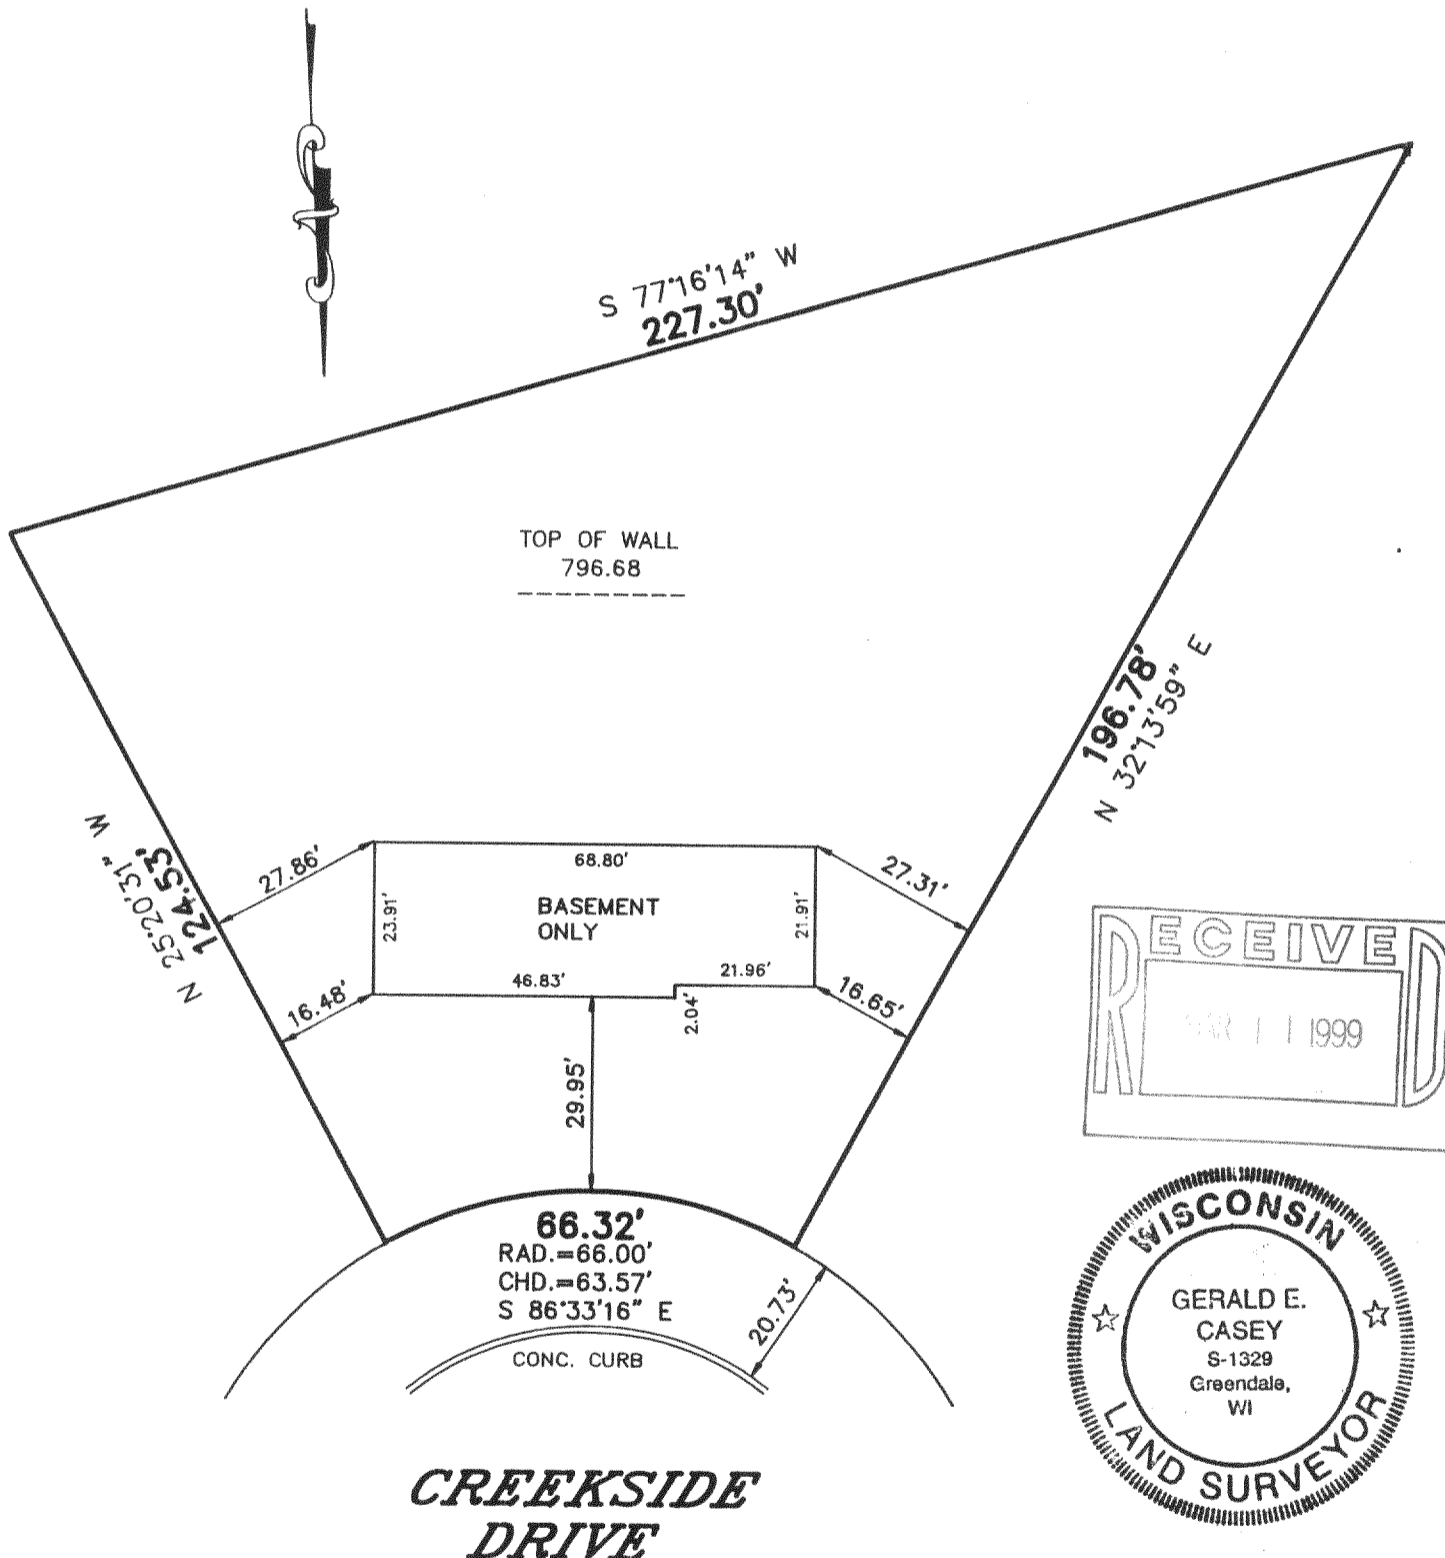 S 77°16'14" W
227.30'
TOP OF WALL
796.68
196.78'
N 32°13'59" E
N 25°20'31" W
124.53'
27.86'
68.80'
27.31'
23.91'
BASEMENT
ONLY
21.91'
46.83'
21.96'
16.48'
2.04'
16.65'
29.95'
RECEIVED
MAR 11 1999
66.32'
RAD.=66.00'
CHD.=63.57'
S 86°33'16" E
20.73'
CONC. CURB
WISCONSIN
GERALD E.
CASEY
S-1329
Greendale,
WI
LAND SURVEYOR
CREEKSIDE
DRIVE